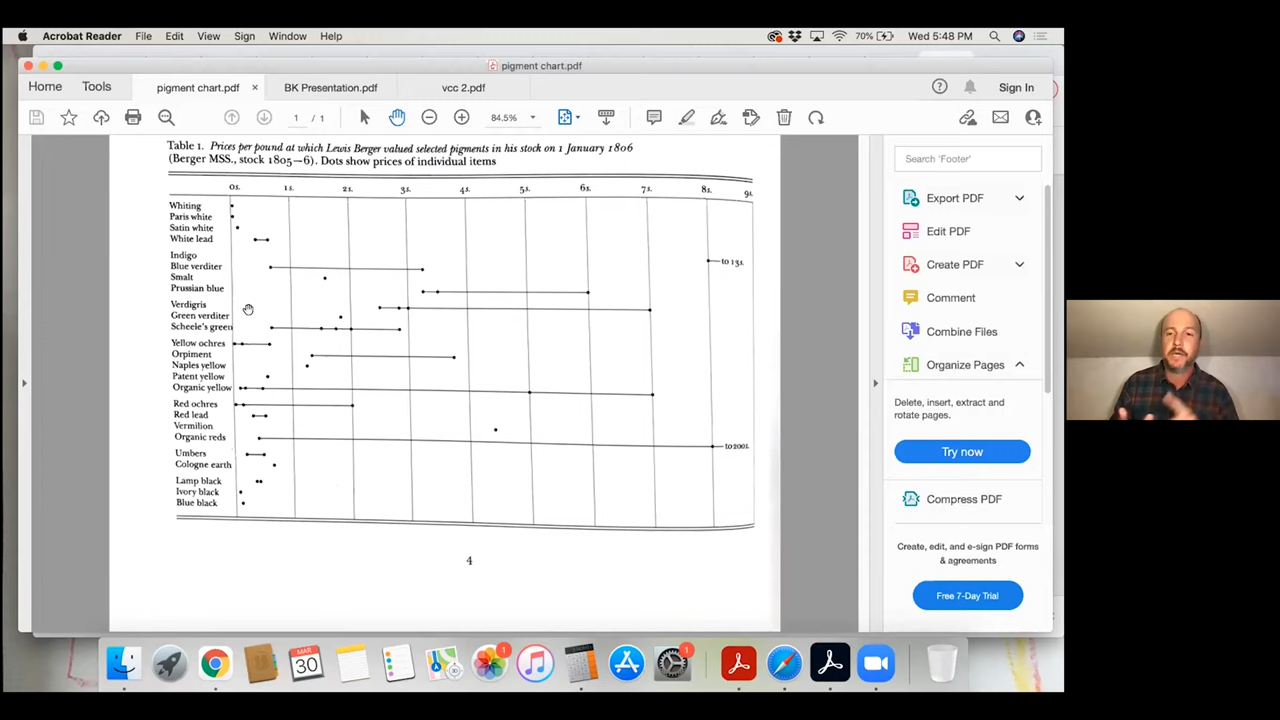 Acrobat Reader File Edit View Sign Window Help 70% Wed 5:48 PM
pigment chart.pdf
Home Tools pigment chart.pdf × BK Presentation.pdf vcc 2.pdf Sign In
1 / 1 84.5%
Table 1. Prices per pound at which Lewis Berger valued selected pigments in his stock on 1 January 1806
(Berger MSS., stock 1805–6). Dots show prices of individual items
0s. 1s. 2s. 3s. 4s. 5s. 6s. 7s. 8s. 9s.
Whiting
Paris white
Satin white
White lead
Indigo to 13s.
Blue verditer
Smalt
Prussian blue
Verdigris
Green verditer
Scheele's green
Yellow ochres
Orpiment
Naples yellow
Patent yellow
Organic yellow
Red ochres
Red lead
Vermilion
Organic reds to 200s.
Umbers
Cologne earth
Lamp black
Ivory black
Blue black
4
Search 'Footer'
Export PDF
Edit PDF
Create PDF
Comment
Combine Files
Organize Pages
Delete, insert, extract and
rotate pages.
Try now
Compress PDF
Create, edit, and e-sign PDF forms
& agreements
Free 7-Day Trial
MAR
30
1
1